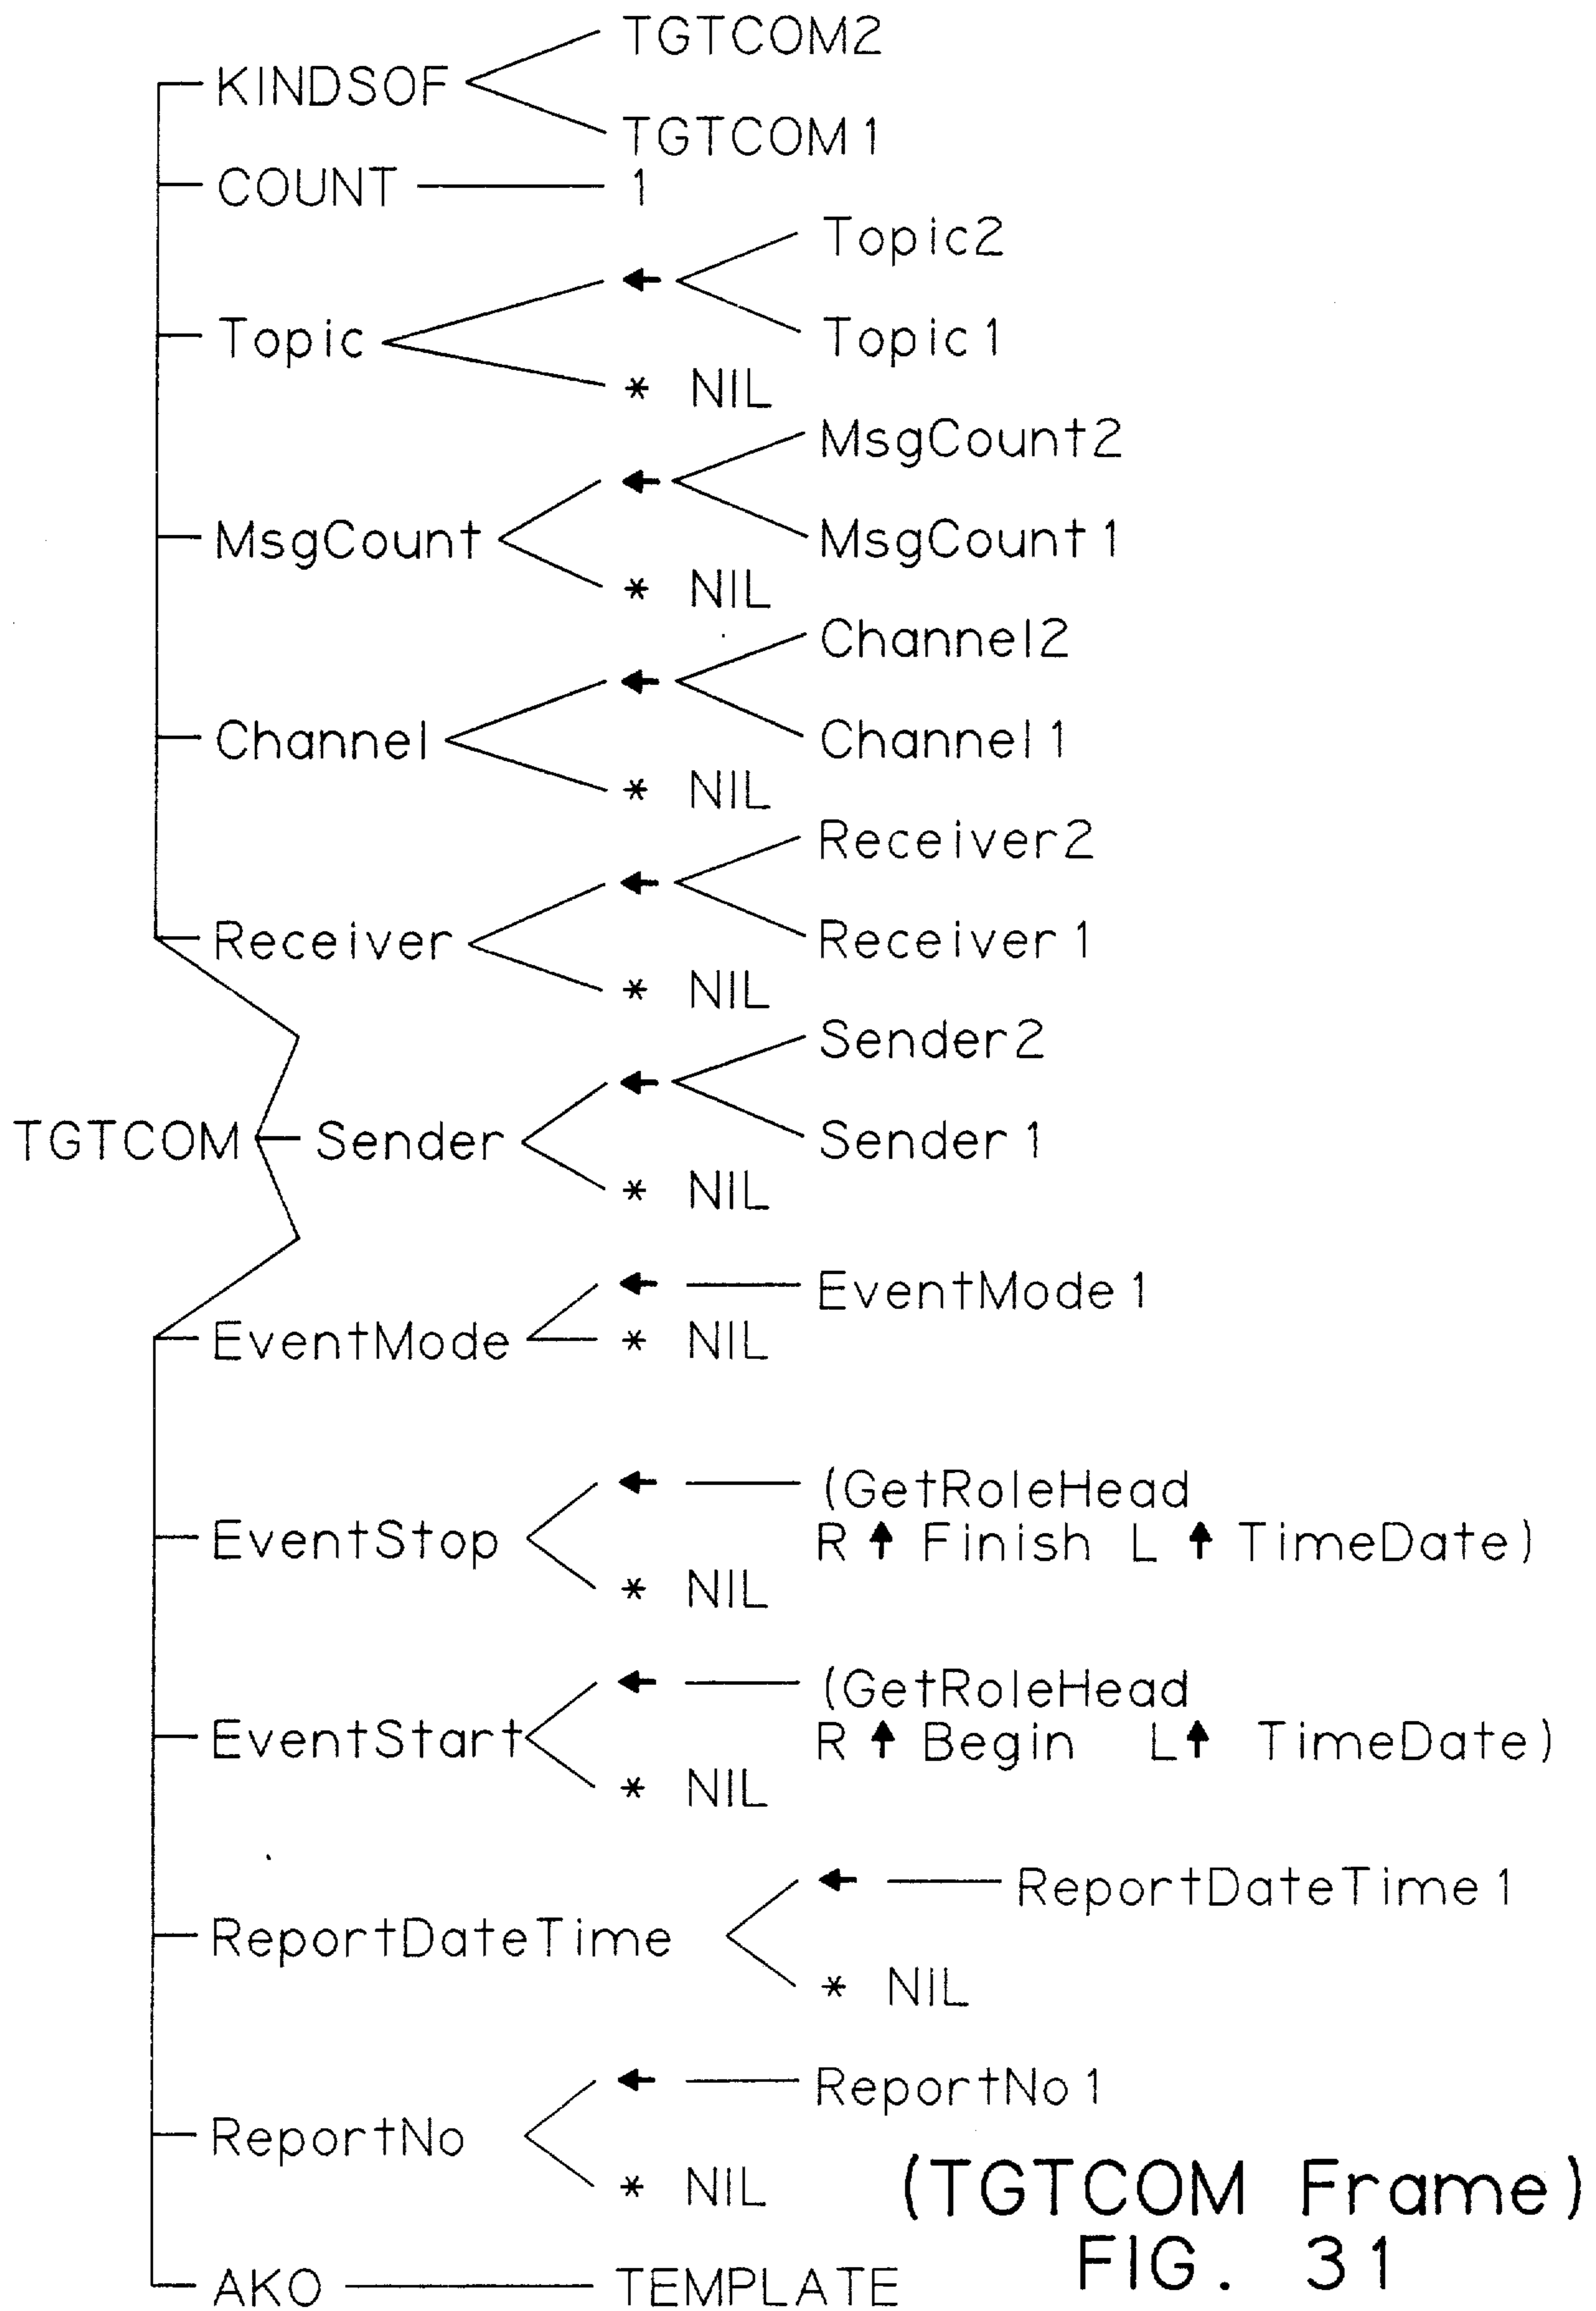 TGTCOM2
KINDSOF
TGTCOM1
COUNT 1
Topic2
←
Topic1
Topic
* NIL
MsgCount2
←
MsgCount1
MsgCount
* NIL
Channel2
←
Channel1
Channel
* NIL
Receiver2
←
Receiver1
Receiver
* NIL
Sender2
←
TGTCOM Sender Sender1
* NIL
← EventMode1
EventMode * NIL
← (GetRoleHead
EventStop R ↑ Finish L ↑ TimeDate)
* NIL
← (GetRoleHead
EventStart R ↑ Begin L↑ TimeDate)
* NIL
← ReportDateTime1
ReportDateTime
* NIL
← ReportNo1
ReportNo
* NIL
AKO TEMPLATE
(TGTCOM Frame)
FIG. 31